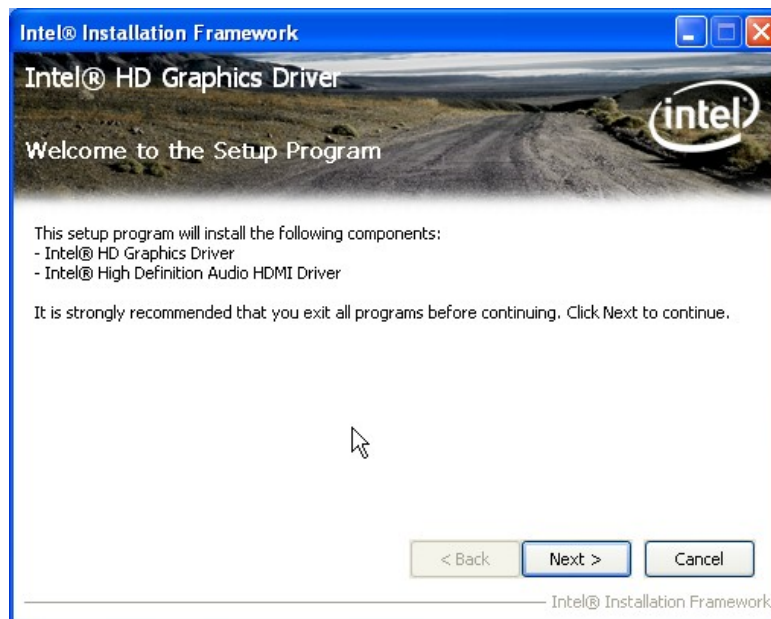 Intel® Installation Framework
Intel® HD Graphics Driver
intel
Welcome to the Setup Program
This setup program will install the following components:
- Intel® HD Graphics Driver
- Intel® High Definition Audio HDMI Driver
It is strongly recommended that you exit all programs before continuing. Click Next to continue.
< Back Next > Cancel
Intel® Installation Framework